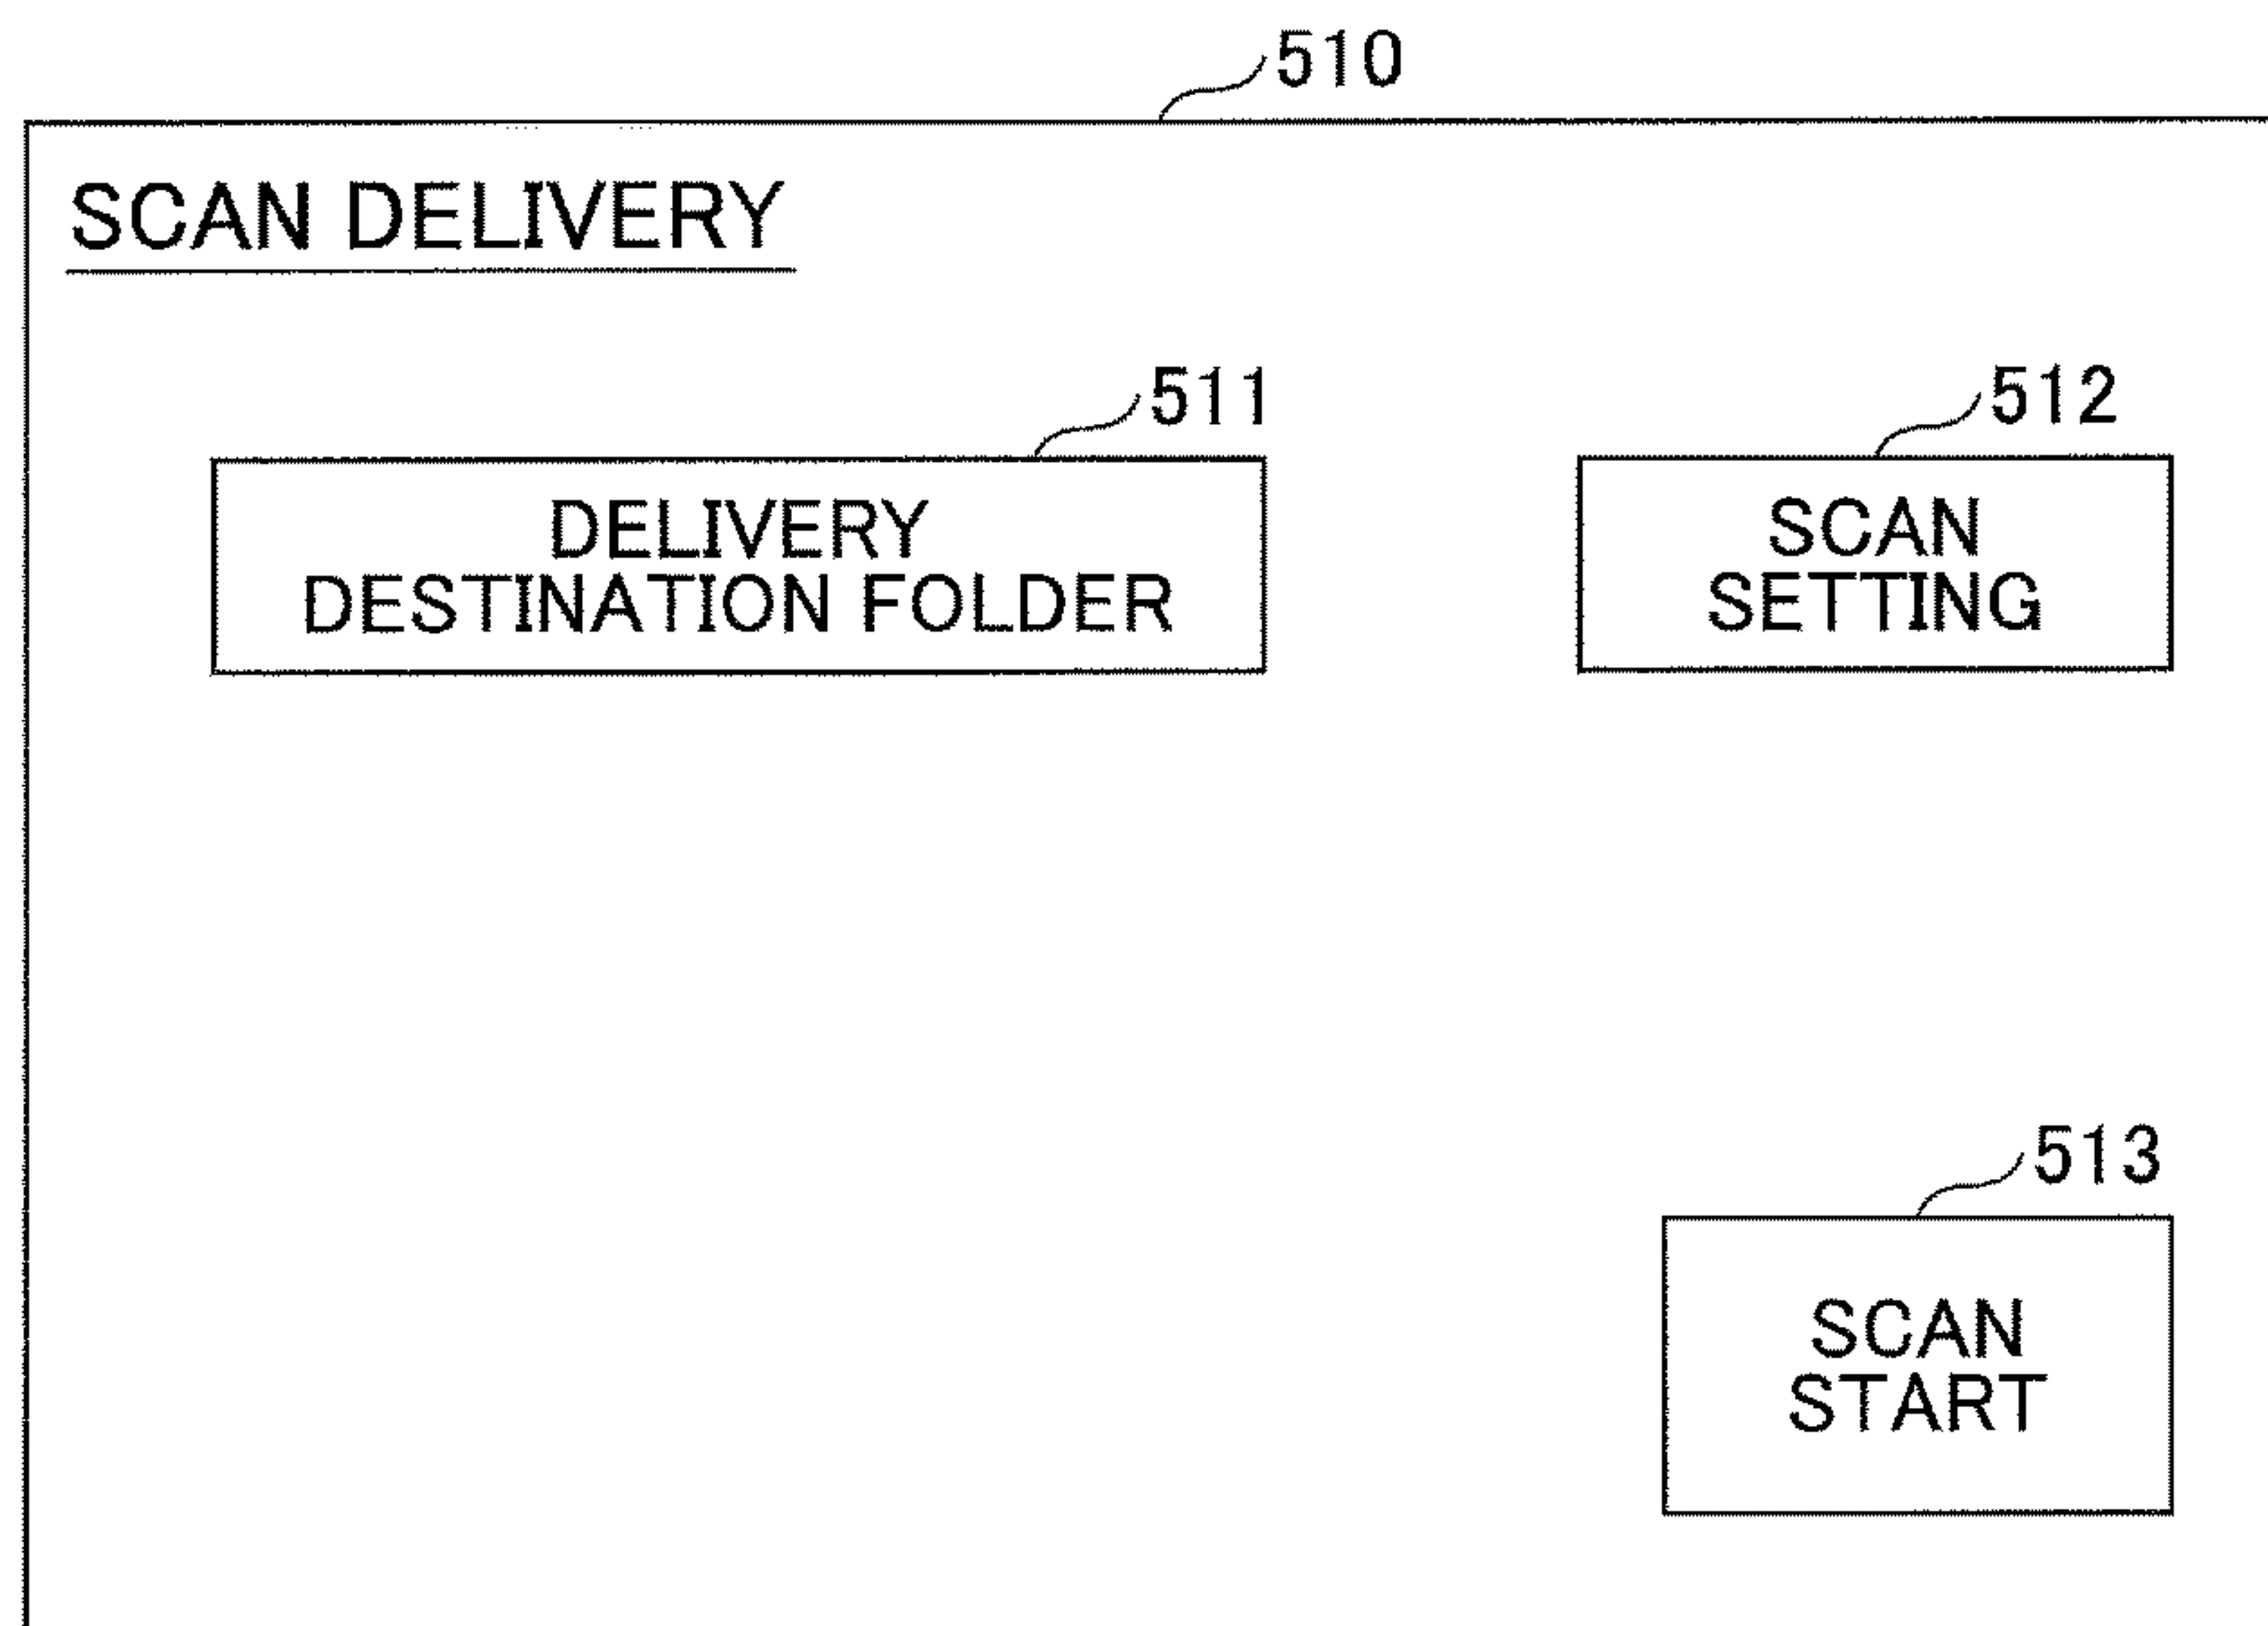 510
SCAN DELIVERY
511
512
DELIVERY
DESTINATION FOLDER
SCAN
SETTING
513
SCAN
START